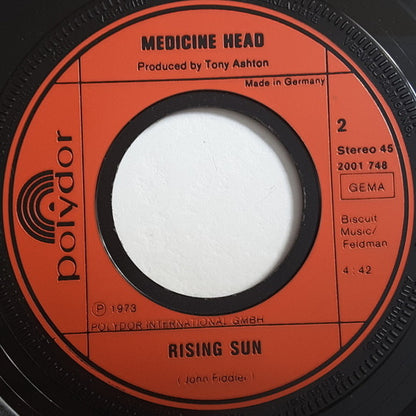 MEDICINE HEAD
Produced by Tony Ashton
Made in Germany
polydor
2
Stereo 45
2001 748
GEMA
Biscuit
Music/
Feldman
4:42
Ⓟ 1973
POLYDOR INTERNATIONAL GMBH
RISING SUN
(John Fiddler)